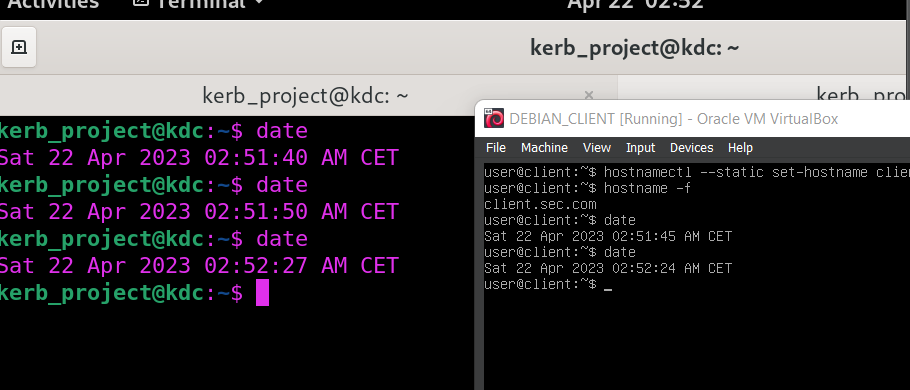 Activities
Terminal
Apr 22 02:52
kerb_project@kdc: ~
kerb_project@kdc: ~
×
kerb_pro
kerb_project@kdc:~$ date
Sat 22 Apr 2023 02:51:40 AM CET
kerb_project@kdc:~$ date
Sat 22 Apr 2023 02:51:50 AM CET
kerb_project@kdc:~$ date
Sat 22 Apr 2023 02:52:27 AM CET
kerb_project@kdc:~$
DEBIAN_CLIENT [Running] - Oracle VM VirtualBox
File Machine View Input Devices Help
user@client:~$ hostnamectl --static set-hostname clie
user@client:~$ hostname -f
client.sec.com
user@client:~$ date
Sat 22 Apr 2023 02:51:45 AM CET
user@client:~$ date
Sat 22 Apr 2023 02:52:24 AM CET
user@client:~$ _